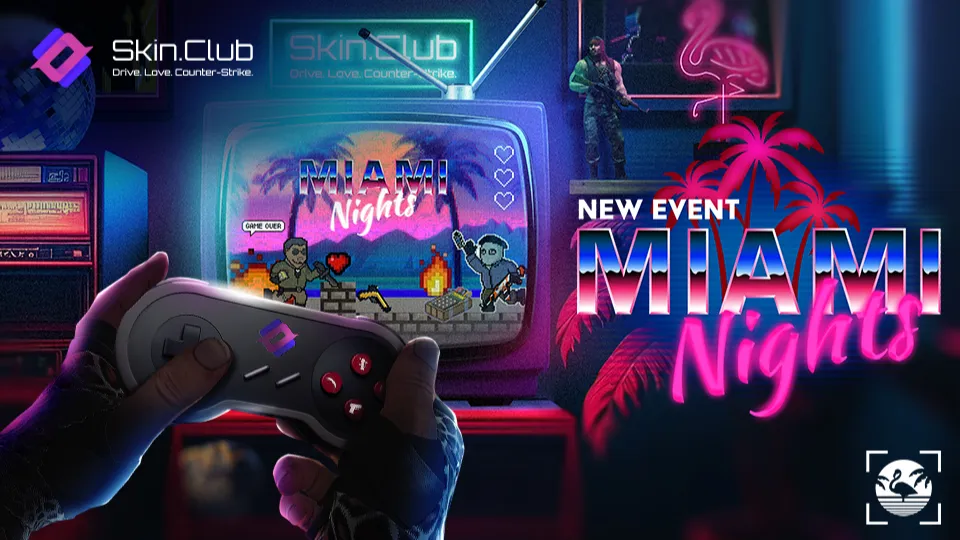 Skin.Club
Drive. Love. Counter-Strike.
Skin.Club
Drive. Love. Counter-Strike.
MIAMI
Nights
GAME OVER
NEW EVENT
MIAMI
Nights